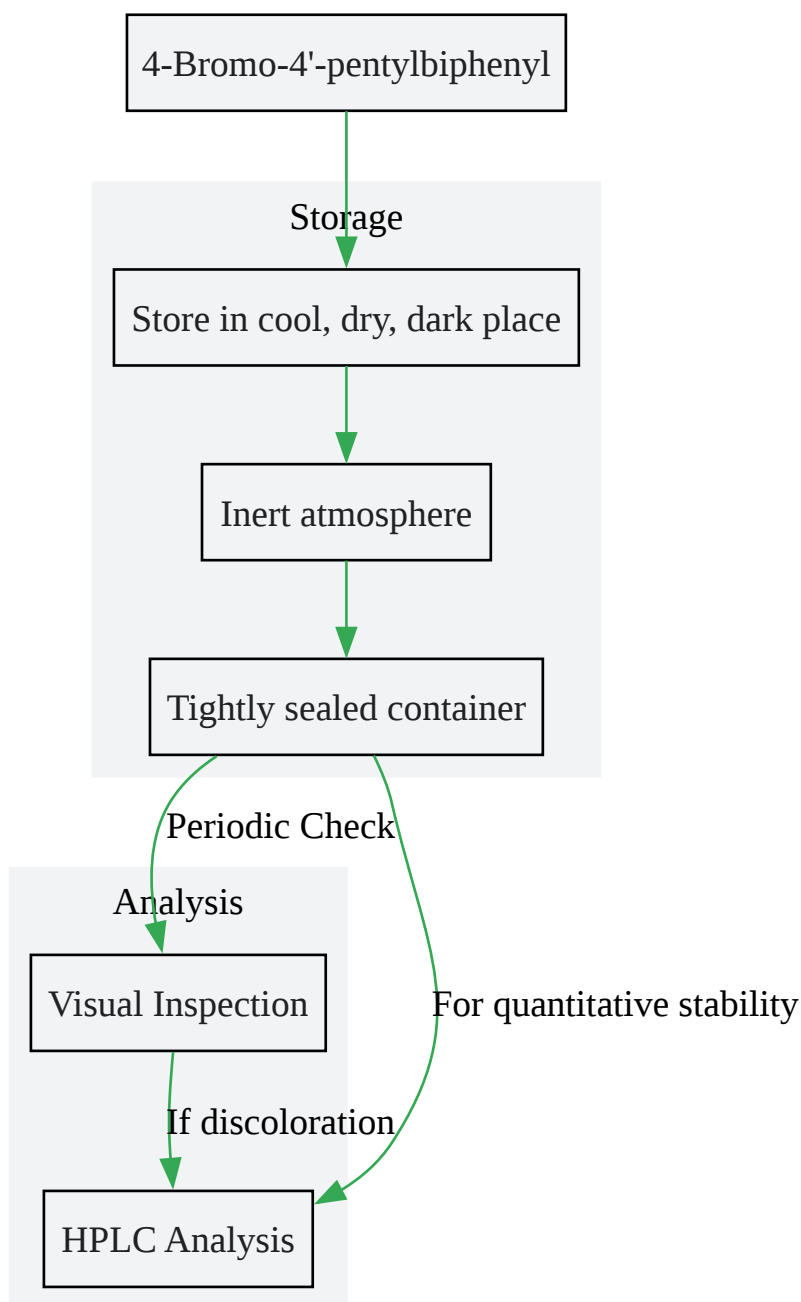 4-Bromo-4'-pentylbiphenyl
Storage
Store in cool, dry, dark place
Inert atmosphere
Tightly sealed container
Periodic Check
Analysis
Visual Inspection
For quantitative stability
If discoloration
HPLC Analysis